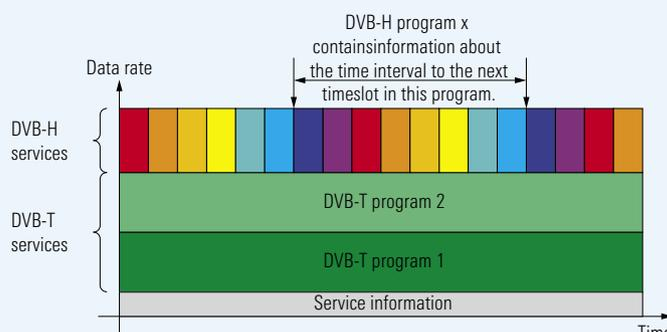 DVB-H program x
containsinformation about
the time interval to the next
timeslot in this program.
Data rate
DVB-H
services
DVB-T program 2
DVB-T
services
DVB-T program 1
Service information